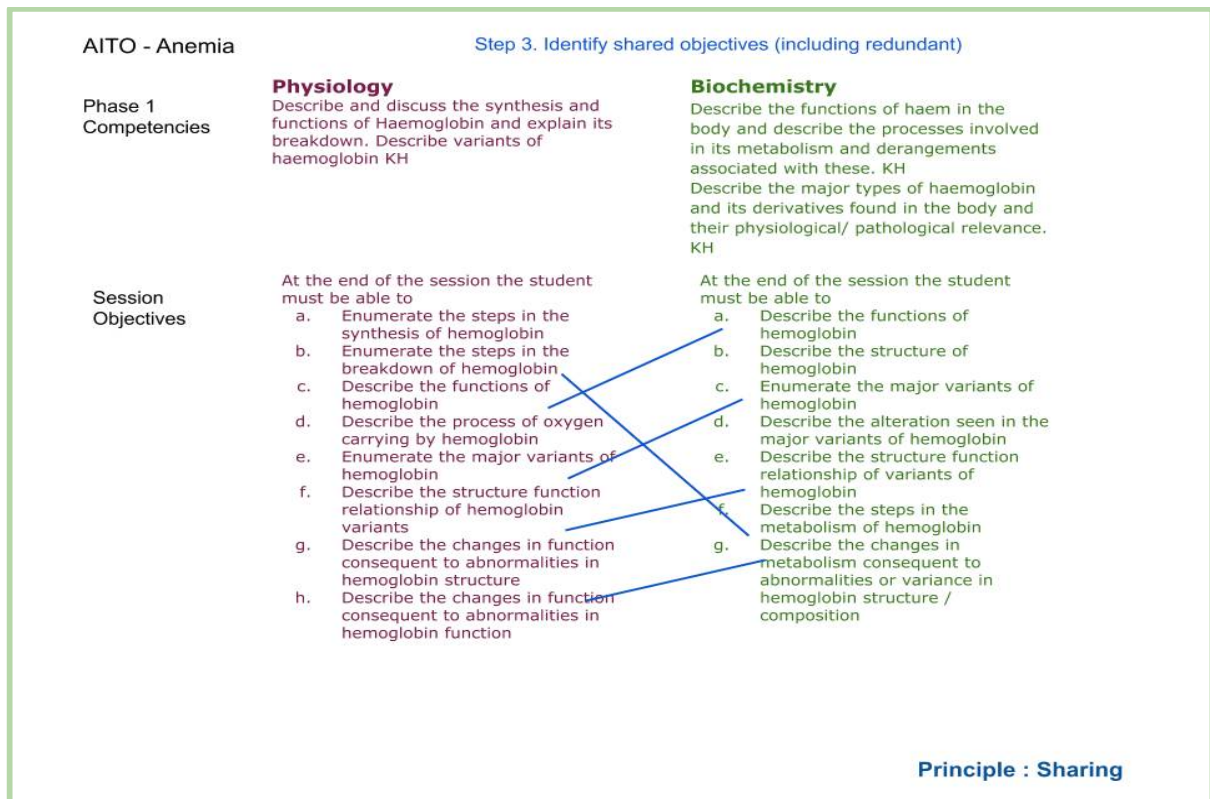 AITO - Anemia
Step 3. Identify shared objectives (including redundant)
Phase 1
Competencies
Physiology
Describe and discuss the synthesis and
functions of Haemoglobin and explain its
breakdown. Describe variants of
haemoglobin KH
Biochemistry
Describe the functions of haem in the
body and describe the processes involved
in its metabolism and derangements
associated with these. KH
Describe the major types of haemoglobin
and its derivatives found in the body and
their physiological/ pathological relevance.
KH
Session
Objectives
At the end of the session the student
must be able to
a. Enumerate the steps in the
synthesis of hemoglobin
b. Enumerate the steps in the
breakdown of hemoglobin
c. Describe the functions of
hemoglobin
d. Describe the process of oxygen
carrying by hemoglobin
e. Enumerate the major variants of
hemoglobin
f. Describe the structure function
relationship of hemoglobin
variants
g. Describe the changes in function
consequent to abnormalities in
hemoglobin structure
h. Describe the changes in function
consequent to abnormalities in
hemoglobin function
At the end of the session the student
must be able to
a. Describe the functions of
hemoglobin
b. Describe the structure of
hemoglobin
c. Enumerate the major variants of
hemoglobin
d. Describe the alteration seen in the
major variants of hemoglobin
e. Describe the structure function
relationship of variants of
hemoglobin
f. Describe the steps in the
metabolism of hemoglobin
g. Describe the changes in
metabolism consequent to
abnormalities or variance in
hemoglobin structure /
composition
Principle : Sharing